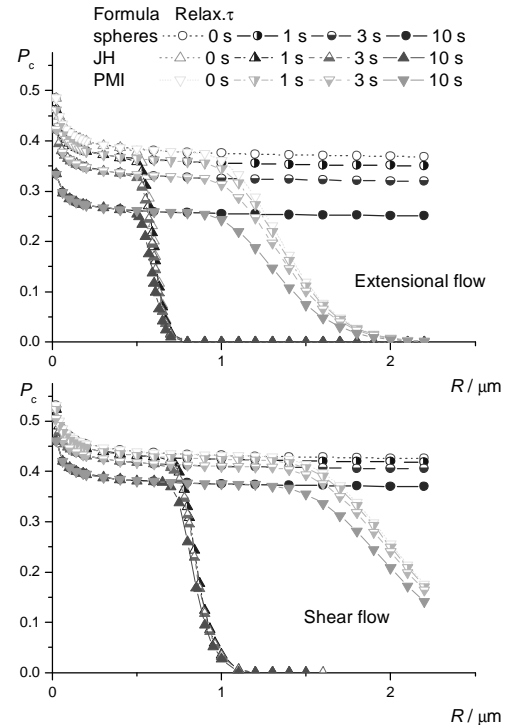 Formula Relax.τ
spheres 0 s 1 s 3 s 10 s
JH 0 s 1 s 3 s 10 s
PMI 0 s 1 s 3 s 10 s
Pc
0.5
0.4
0.3
0.2
0.1
0.0
Extensional flow
0 1 2
R / μm
Pc
0.5
0.4
0.3
0.2
0.1
0.0
Shear flow
0 1 2
R / μm